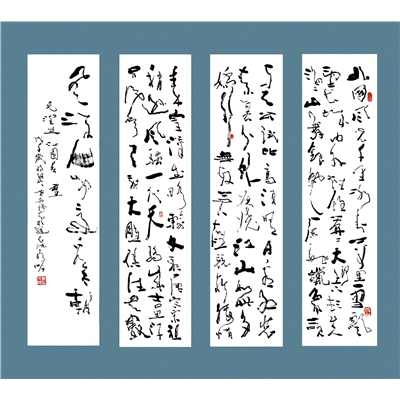 北国风光千里冰封万里雪飘
望长城内外惟余莽莽大河上下顿失
滔滔山舞银蛇原驰蜡象欲
与天公试比高须晴日看红装素
裹分外妖娆江山如此多
娇引无数英雄竞折腰惜
秦皇汉武略输文采唐宗宋祖
稍逊风骚一代天骄成吉思汗
只识弯弓射大雕俱往矣数
风流人物还看今朝
毛泽东沁园春雪